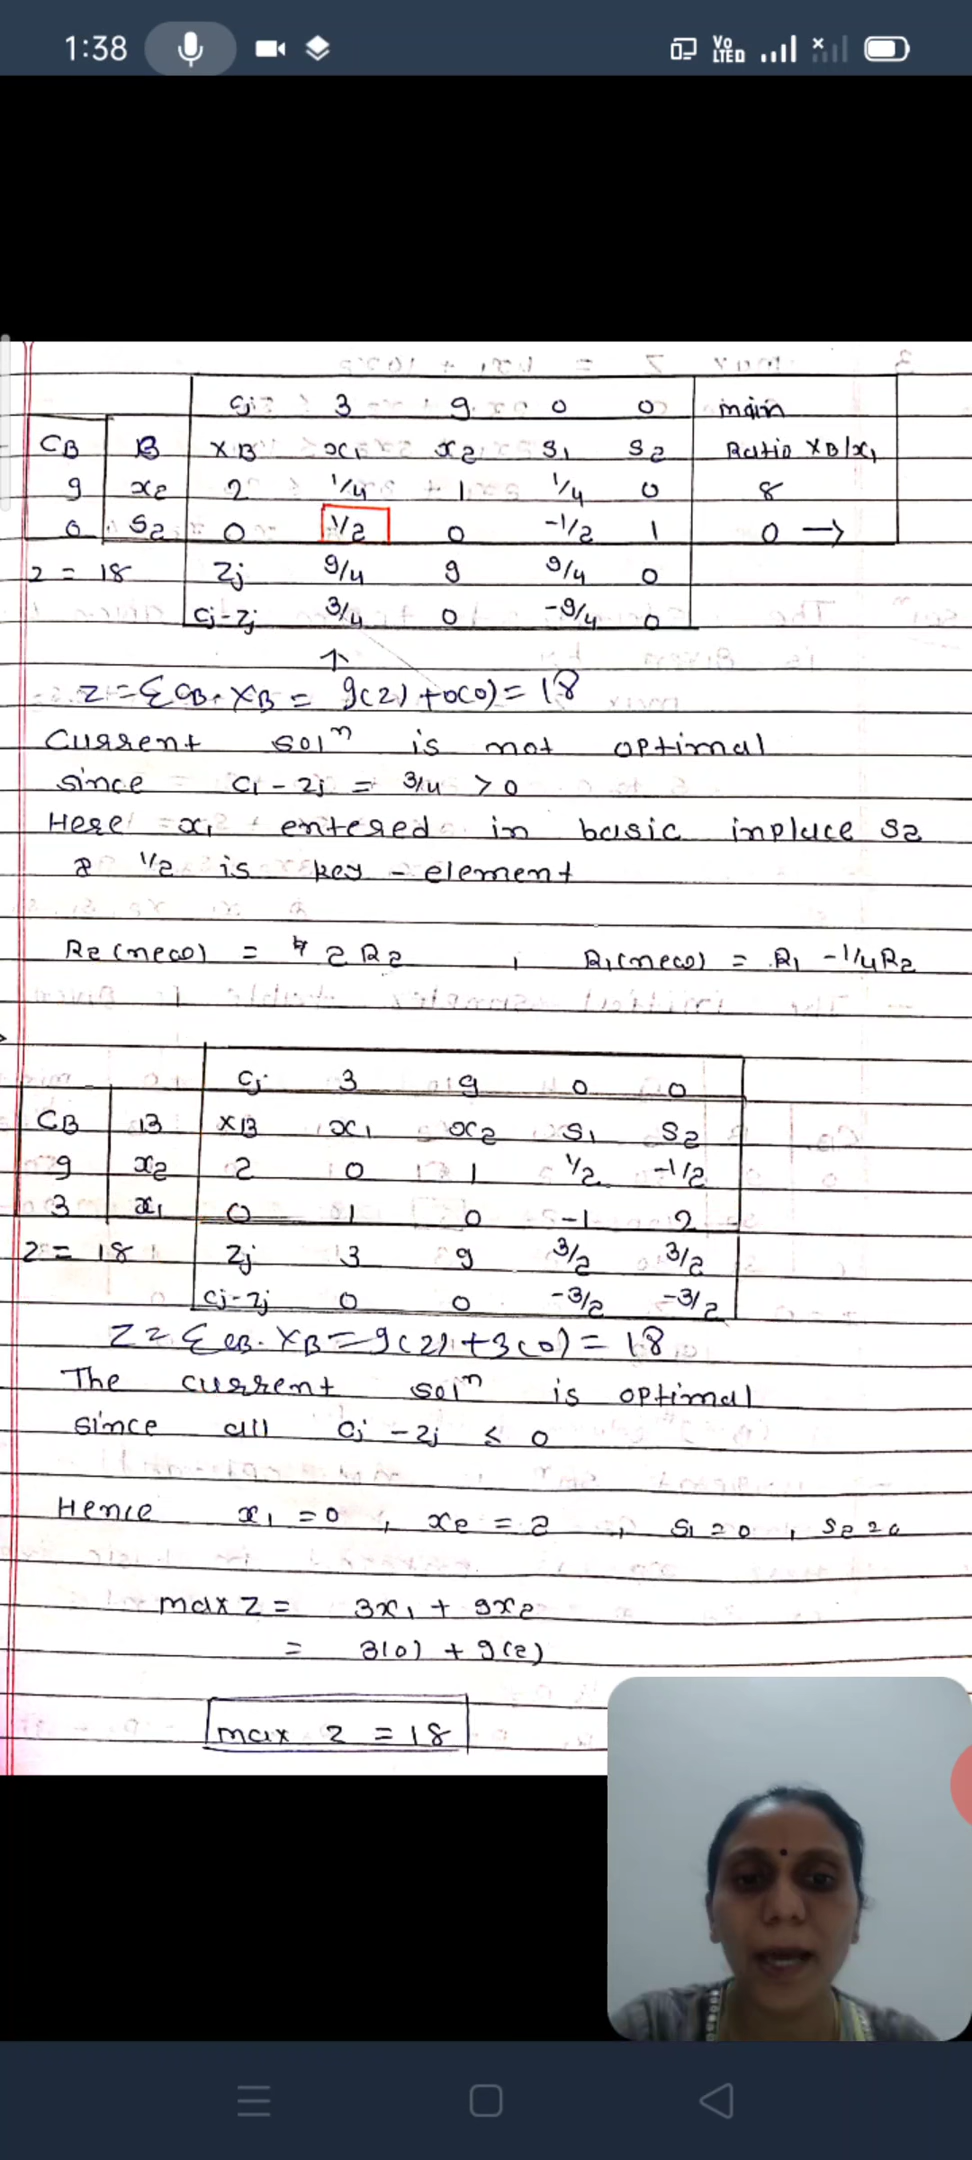 1:38
Vo LTED
Cj 3 9 0 0 main
CB B XB x1 x2 S1 S2 Ratio XB/x1
9 x2 2 1/4 1 1/4 0 8
0 S2 0 1/2 0 -1/2 1 0 →
Z = 18 Zj 9/4 9 9/4 0
Cj-Zj 3/4 0 -9/4 0
↑
Z = Σ CB. XB = 9(2) + 0(0) = 18
Current solⁿ is not optimal
since C1 - Zj = 3/4 > 0
Here x1 entered in basic inplace S2
& 1/2 is key - element
R2(new) = 2 R2 , R1(new) = R1 - 1/4 R2
Cj 3 9 0 0
CB B XB x1 x2 S1 S2
9 x2 2 0 1 1/2 -1/2
3 x1 0 1 0 -1 2
Z = 18 Zj 3 9 3/2 3/2
Cj-Zj 0 0 -3/2 -3/2
Z = Σ CB. XB = 9(2) + 3(0) = 18
The current solⁿ is optimal
since all Cj - Zj ≤ 0
Hence x1 = 0 , x2 = 2 , S1 = 0 , S2 = 0
max Z = 3x1 + 9x2
= 3(0) + 9(2)
max Z = 18